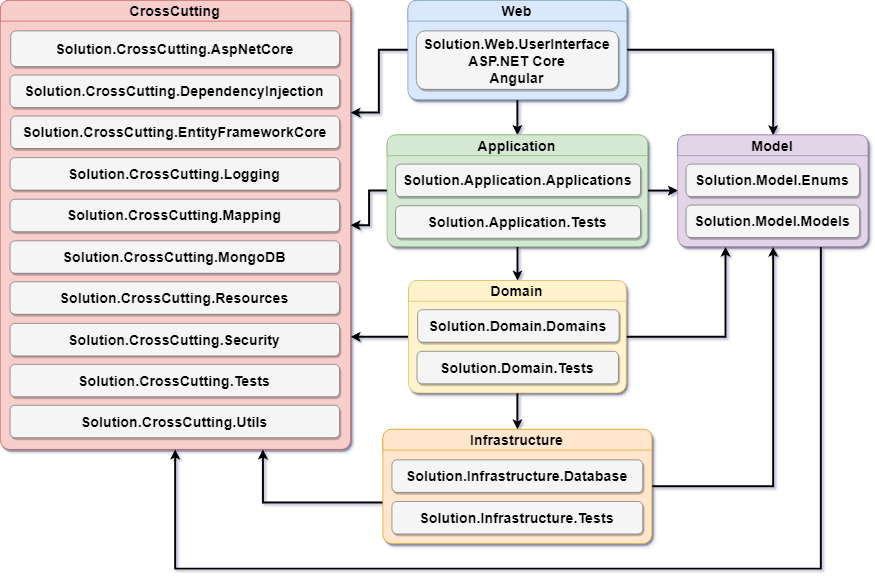 CrossCutting
Solution.CrossCutting.AspNetCore
Solution.CrossCutting.DependencyInjection
Solution.CrossCutting.EntityFrameworkCore
Solution.CrossCutting.Logging
Solution.CrossCutting.Mapping
Solution.CrossCutting.MongoDB
Solution.CrossCutting.Resources
Solution.CrossCutting.Security
Solution.CrossCutting.Tests
Solution.CrossCutting.Utils
Web
Solution.Web.UserInterface
ASP.NET Core
Angular
Application
Solution.Application.Applications
Solution.Application.Tests
Model
Solution.Model.Enums
Solution.Model.Models
Domain
Solution.Domain.Domains
Solution.Domain.Tests
Infrastructure
Solution.Infrastructure.Database
Solution.Infrastructure.Tests